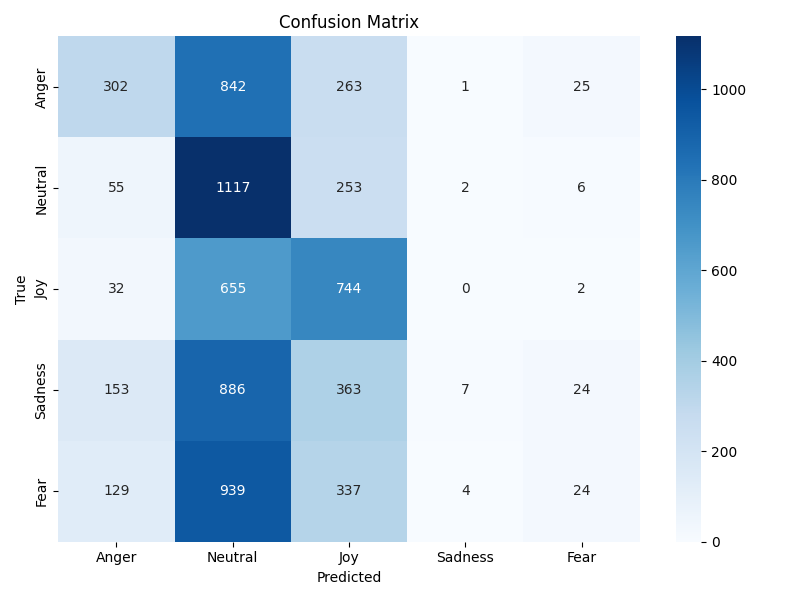 Confusion Matrix
True
Anger 302 842 263 1 25
Neutral 55 1117 253 2 6
Joy 32 655 744 0 2
Sadness 153 886 363 7 24
Fear 129 939 337 4 24
Anger Neutral Joy Sadness Fear
Predicted
1000
800
600
400
200
0